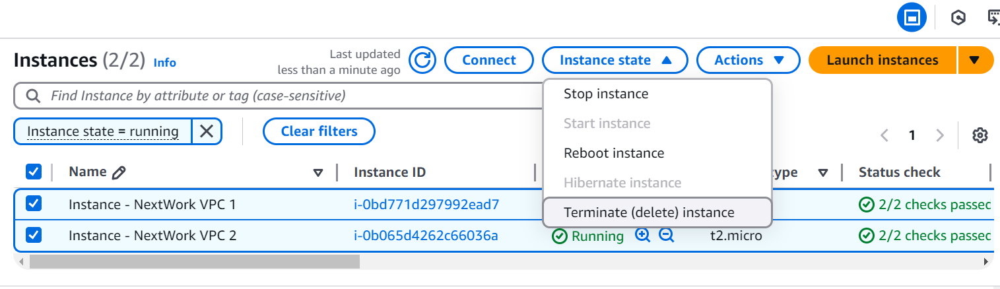 Instances (2/2) Info
Last updated
less than a minute ago
Connect
Instance state
Actions
Launch instances
Find Instance by attribute or tag (case-sensitive)
Instance state = running
Clear filters
Stop instance
Start instance
Reboot instance
Hibernate instance
Terminate (delete) instance
1
Name Instance ID ype Status check
Instance - NextWork VPC 1 i-0bd771d297992ead7 2/2 checks passed
Instance - NextWork VPC 2 i-0b065d4262c66036a Running t2.micro 2/2 checks passed